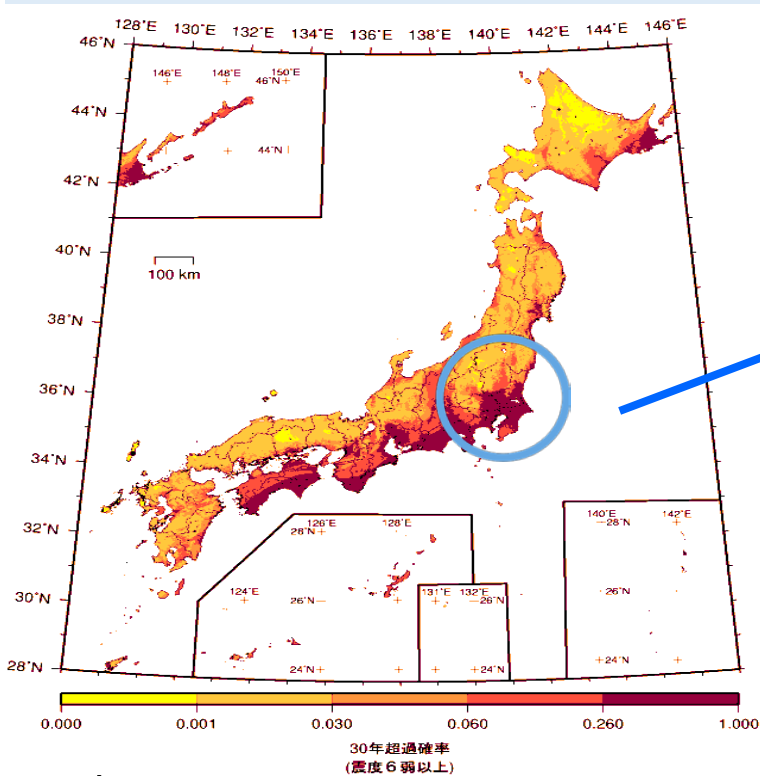 128°E 130°E 132°E 134°E 136°E 138°E 140°E 142°E 144°E 146°E
46°N
146°E 148°E 150°E
46°N
44°N
44°N
42°N
40°N
100 km
38°N
36°N
34°N
32°N
126°E 128°E
28°N
140°E 142°E
28°N
124°E
131°E 132°E
30°N
26°N
26°N
26°N
28°N
24°N
24°N
24°N
0.000 0.001 0.030 0.060 0.260 1.000
30年超過確率
(震度6弱以上)